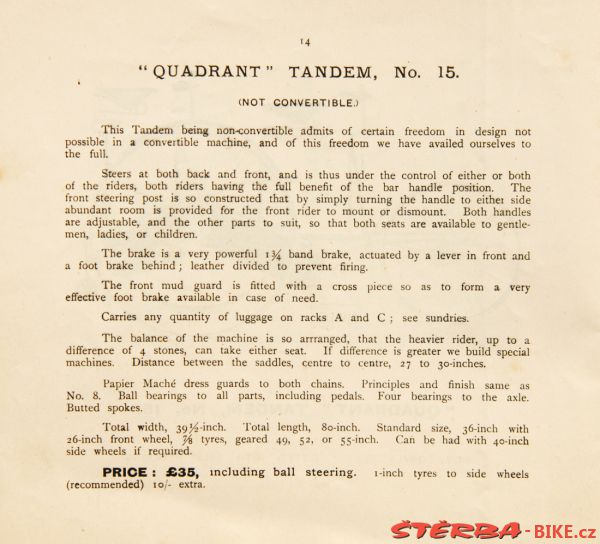 14
"QUADRANT" TANDEM, No. 15.
(NOT CONVERTIBLE.)
This Tandem being non-convertible admits of certain freedom in design not
possible in a convertible machine, and of this freedom we have availed ourselves to
the full.
Steers at both back and front, and is thus under the control of either or both
of the riders, both riders having the full benefit of the bar handle position. The
front steering post is so constructed that by simply turning the handle to either side
abundant room is provided for the front rider to mount or dismount. Both handles
are adjustable, and the other parts to suit, so that both seats are available to gentle-
men, ladies, or children.
The brake is a very powerful 1¾ band brake, actuated by a lever in front and
a foot brake behind; leather divided to prevent firing.
The front mud guard is fitted with a cross piece so as to form a very
effective foot brake available in case of need.
Carries any quantity of luggage on racks A and C; see sundries.
The balance of the machine is so arrranged, that the heavier rider, up to a
difference of 4 stones, can take either seat. If difference is greater we build special
machines. Distance between the saddles, centre to centre, 27 to 30-inches.
Papier Maché dress guards to both chains. Principles and finish same as
No. 8. Ball bearings to all parts, including pedals. Four bearings to the axle.
Butted spokes.
Total width, 39½-inch. Total length, 80-inch. Standard size, 36-inch with
26-inch front wheel, ⅞ tyres, geared 49, 52, or 55-inch. Can be had with 40-inch
side wheels if required.
PRICE: £35, including ball steering. 1-inch tyres to side wheels
(recommended) 10/- extra.
ŠTĚRBA-BIKE.cz